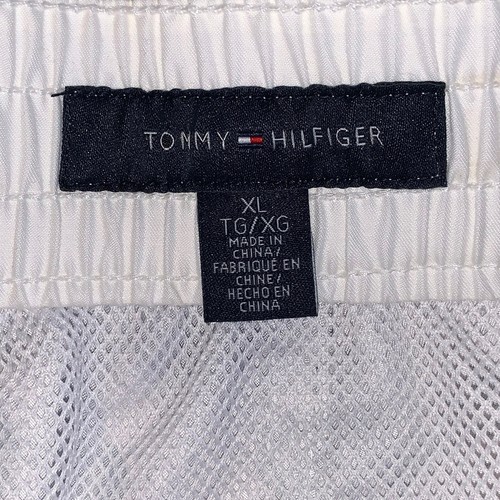 TOMMY HILFIGER
XL
TG/XG
MADE IN
CHINA/
FABRIQUÉ EN
CHINE/
HECHO EN
CHINA